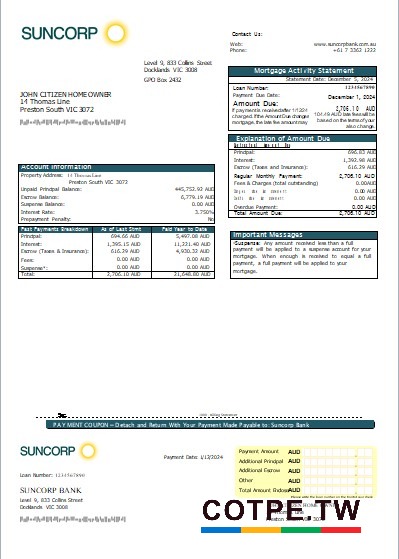 SUNCORP
Contact Us:
Web: www.suncorpbank.com.au
Phone: +61 7 3362 1222
Level 9, 833 Collins Street
Docklands VIC 3008
GPO Box 2432
JOHN CITIZEN HOMEOWNER
14 Thomas Line
Preston South VIC 3072
Mortgage Activity Statement
Statement Date: December 5, 2024
Loan Number: 1234567890
Payment Due Date: December 1, 2024
Amount Due: 2,706.10 AUD
If payment is received after 1/13/24
charged. If the Amount Due changes
mortgage, the late fee amount may
104.49 AUD late fee will be
based on the terms of your
also change.
Explanation of Amount Due
Principal: 696.83 AUD
Interest: 1,392.98 AUD
Escrow (Taxes and Insurance): 616.29 AUD
Regular Monthly Payment: 2,706.10 AUD
Fees & Charges (total outstanding) 0.00AUD
0.00 AUD
0.00 AUD
Overdue Payment: 0.00 AUD
Total Amount Due: 2,706.10 AUD
Account Information
Property Address: 14 Thomas Line
Preston South VIC 3072
Unpaid Principal Balance: 445,752.93 AUD
Escrow Balance: 6,779.19 AUD
Suspense Balance: 0.00 AUD
Interest Rate: 3.750%
Prepayment Penalty: No
Past Payments Breakdown As of Last Stmt Paid Year to Date
Principal: 694.66 AUD 5,497.08 AUD
Interest: 1,395.15 AUD 11,221.40 AUD
Escrow (Taxes & Insurance): 616.29 AUD 4,930.32 AUD
Fees: 0.00 AUD 0.00 AUD
Suspense*: 0.00 AUD 0.00 AUD
Total: 2,706.10 AUD 21,648.80 AUD
Important Messages
*Suspense: Any amount received less than a full
payment will be applied to a suspense account for your
mortgage. When enough is received to equal a full
payment, a full payment will be applied to your
mortgage.
PAYMENT COUPON – Detach and Return With Your Payment Made Payable to: Suncorp Bank
SUNCORP
Payment Date: 1/13/2024
Loan Number: 1234567890
SUNCORP BANK
Level 9, 833 Collins Street
Docklands VIC 3008
Payment Amount AUD
Additional Principal AUD
Additional Escrow AUD
Other AUD
Total Amount Enclosed AUD
COTPE.TW